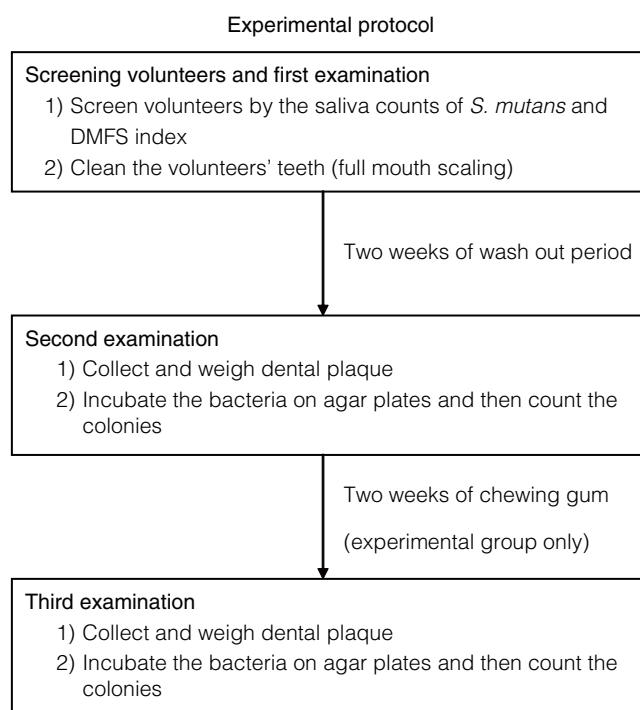 Experimental protocol
Screening volunteers and first examination
1) Screen volunteers by the saliva counts of S. mutans and
DMFS index
2) Clean the volunteers’ teeth (full mouth scaling)
Two weeks of wash out period
Second examination
1) Collect and weigh dental plaque
2) Incubate the bacteria on agar plates and then count the
colonies
Two weeks of chewing gum
(experimental group only)
Third examination
1) Collect and weigh dental plaque
2) Incubate the bacteria on agar plates and then count the
colonies